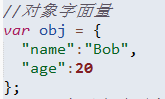 //对象字面量
var obj = {
  "name":"Bob",
  "age":20
};